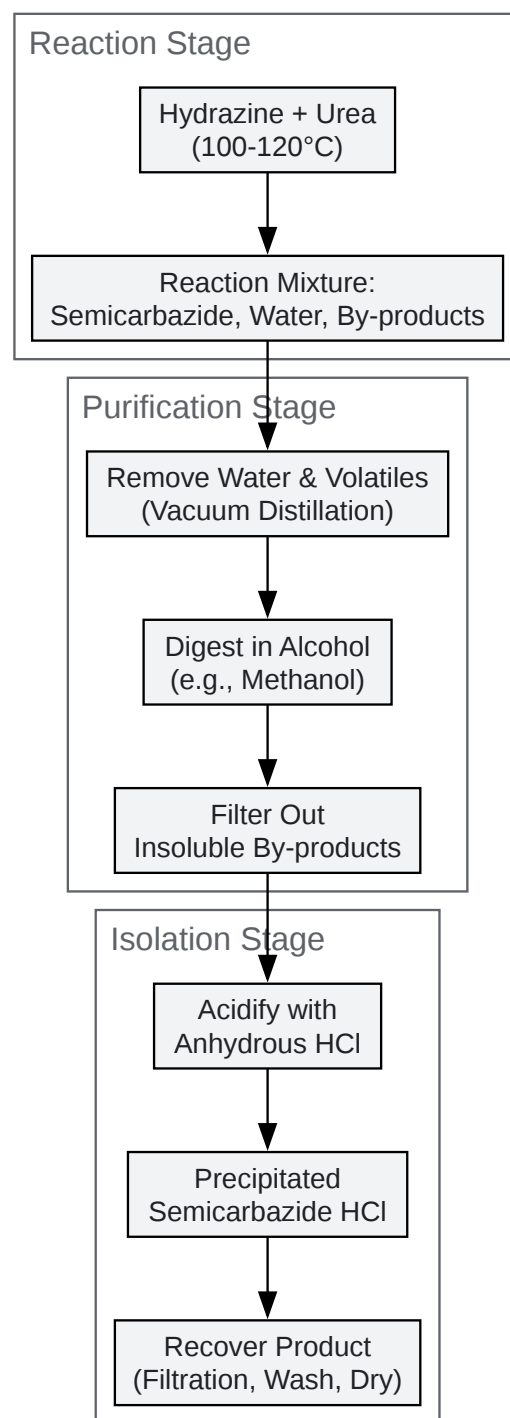 Reaction Stage
Hydrazine + Urea
(100-120°C)
Reaction Mixture:
Semicarbazide, Water, By-products
Purification Stage
Remove Water & Volatiles
(Vacuum Distillation)
Digest in Alcohol
(e.g., Methanol)
Filter Out
Insoluble By-products
Isolation Stage
Acidify with
Anhydrous HCl
Precipitated
Semicarbazide HCl
Recover Product
(Filtration, Wash, Dry)